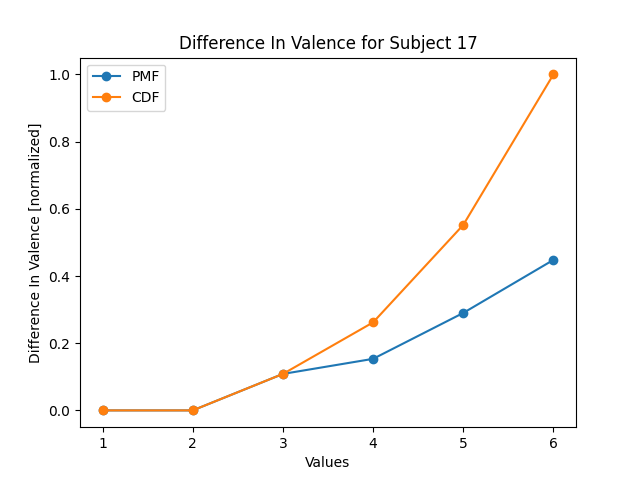 Difference In Valence for Subject 17
PMF
CDF
Difference In Valence [normalized]
1.0
0.8
0.6
0.4
0.2
0.0
1 2 3 4 5 6
Values